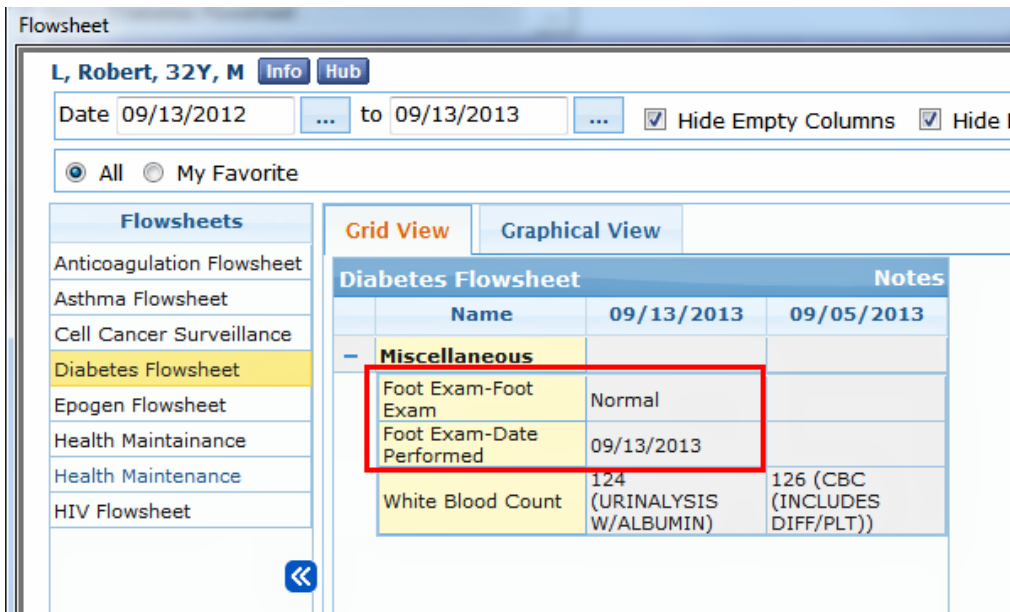 Flowsheet
L, Robert, 32Y, M Info Hub
Date 09/13/2012 ... to 09/13/2013 ... Hide Empty Columns Hide
All My Favorite
Flowsheets
Anticoagulation Flowsheet
Asthma Flowsheet
Cell Cancer Surveillance
Diabetes Flowsheet
Epogen Flowsheet
Health Maintainance
Health Maintenance
HIV Flowsheet
Grid View Graphical View
Diabetes Flowsheet Notes
Name 09/13/2013 09/05/2013
− Miscellaneous
Foot Exam-Foot
Exam
Normal
Foot Exam-Date
Performed
09/13/2013
White Blood Count
124
(URINALYSIS
W/ALBUMIN)
126 (CBC
(INCLUDES
DIFF/PLT))